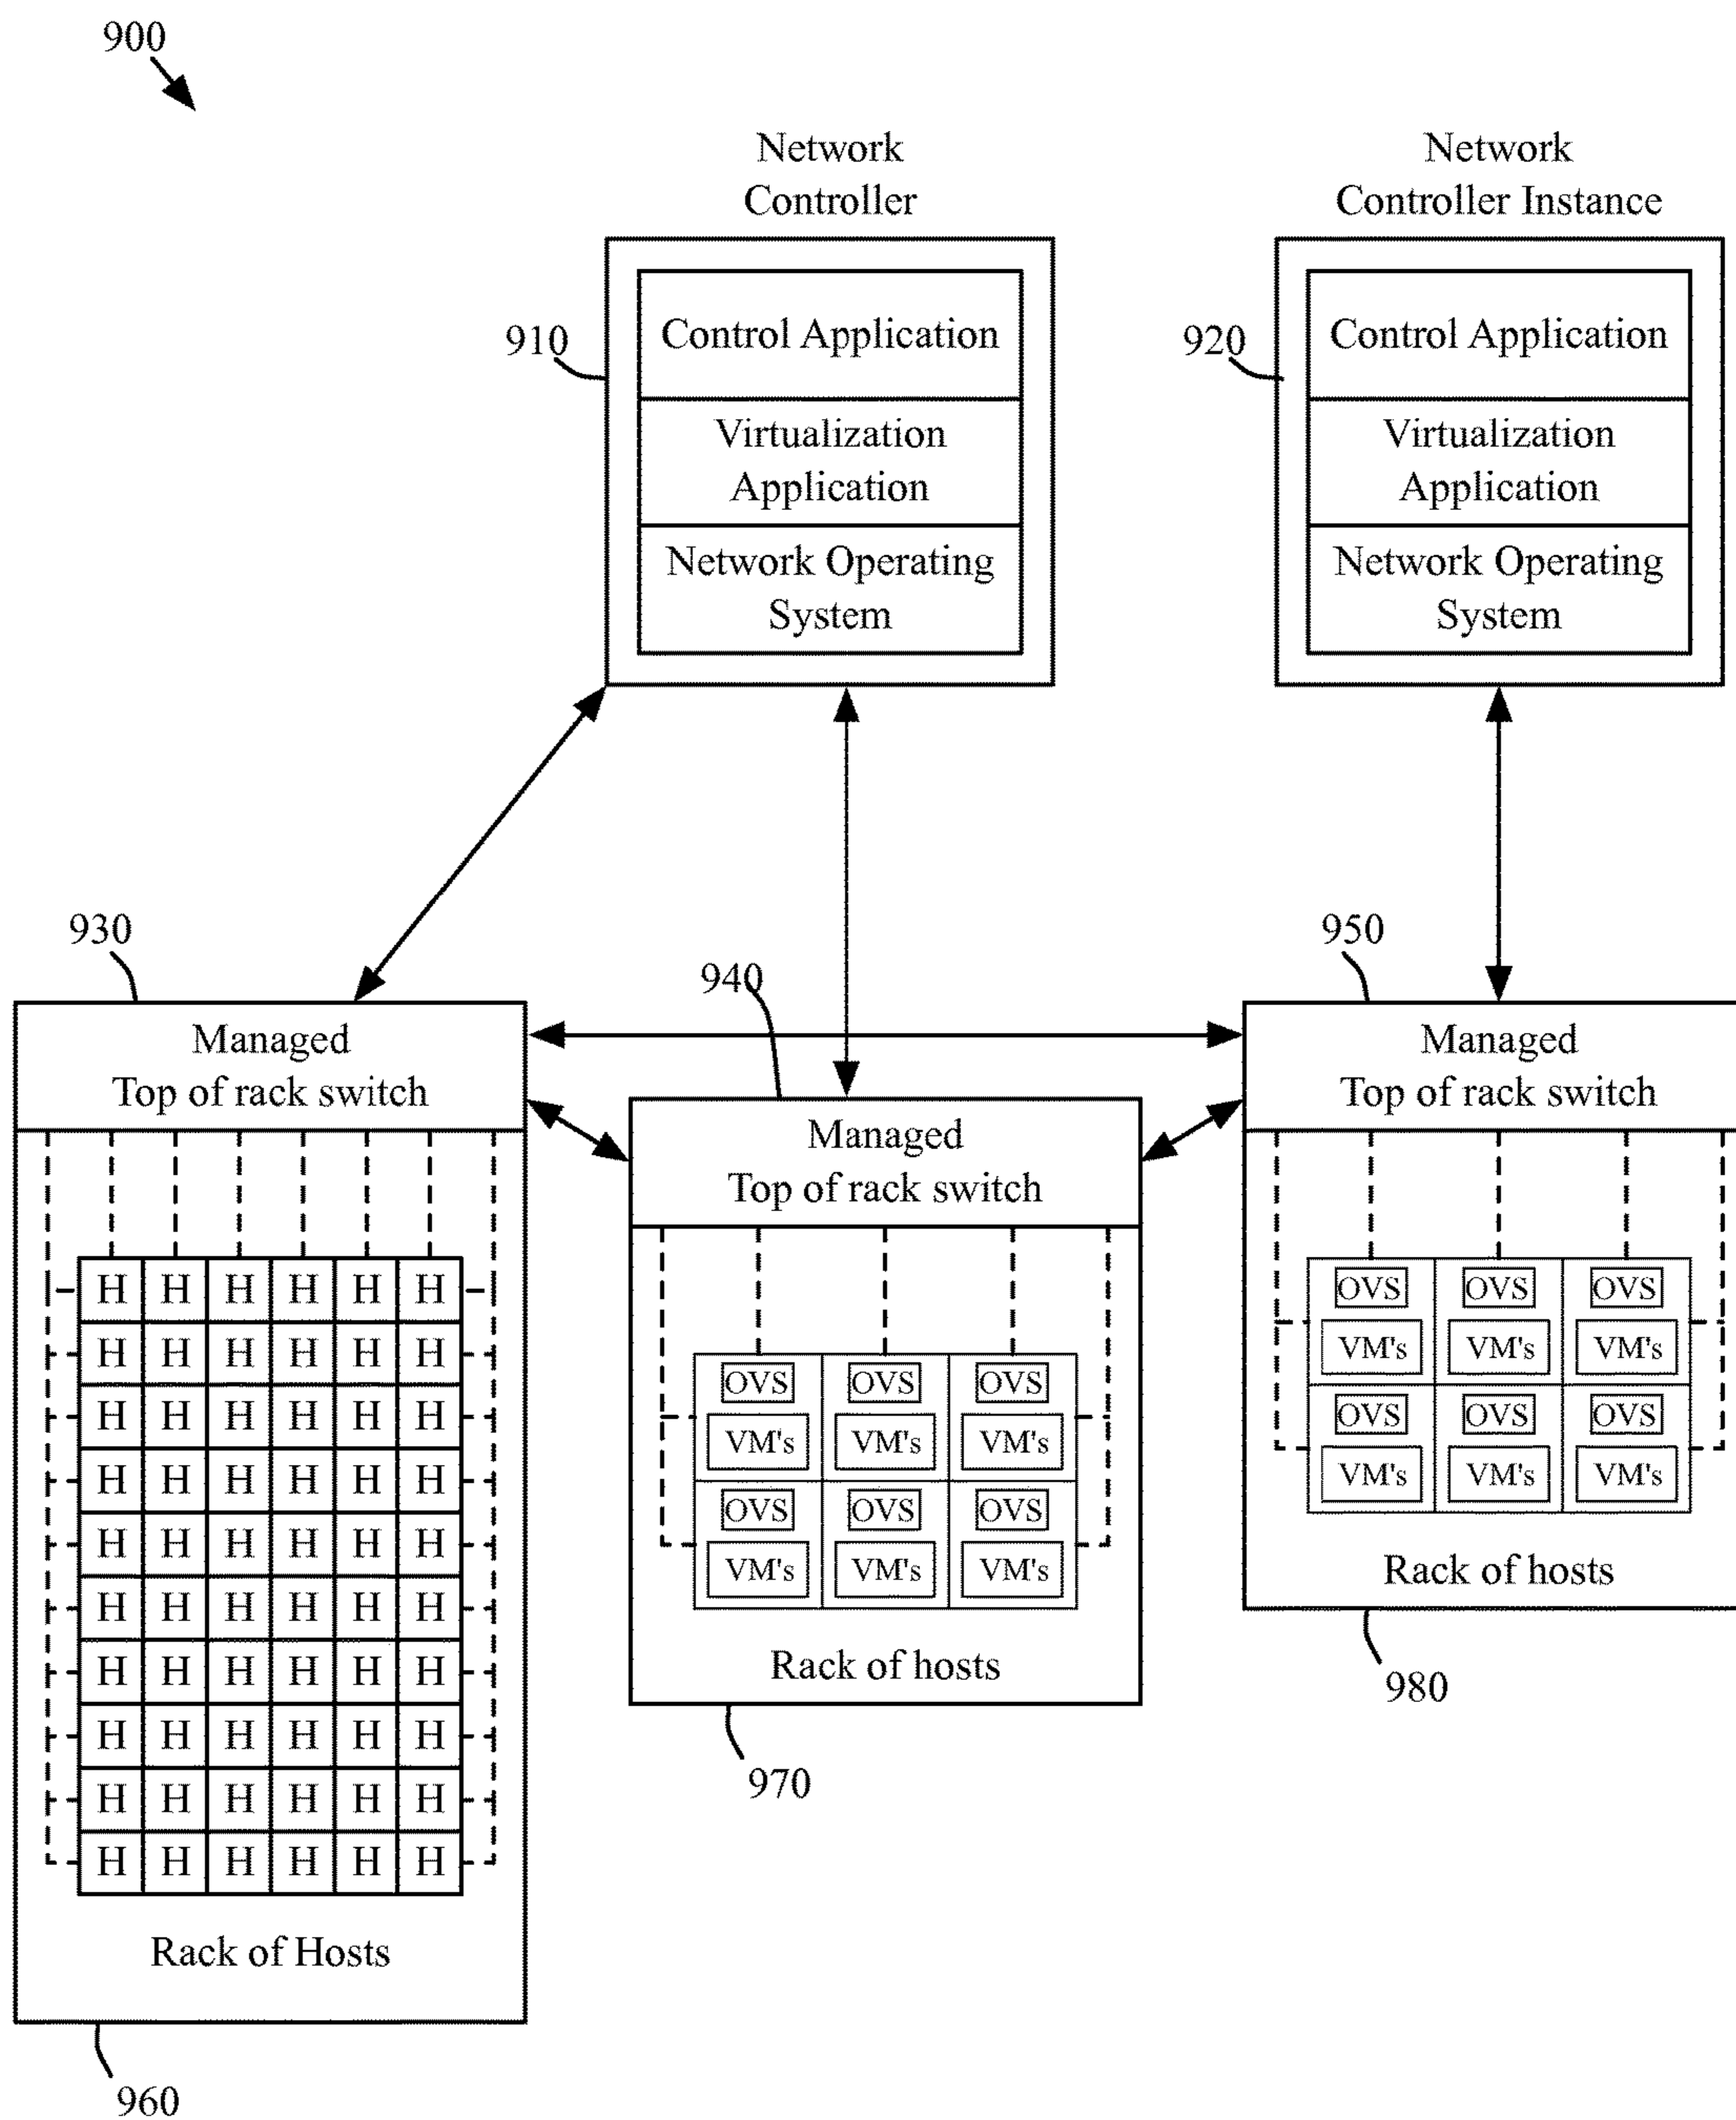 900
Network
Controller
Network
Controller Instance
910
Control Application
Virtualization
Application
Network Operating
System
920
Control Application
Virtualization
Application
Network Operating
System
930
940
950
Managed
Top of rack switch
Managed
Top of rack switch
Managed
Top of rack switch
H H H H H H
H H H H H H
H H H H H H
H H H H H H
H H H H H H
H H H H H H
H H H H H H
H H H H H H
H H H H H H
H H H H H H
Rack of Hosts
960
OVS OVS OVS
VM's VM's VM's
OVS OVS OVS
VM's VM's VM's
Rack of hosts
970
OVS OVS OVS
VM's VM's VM's
OVS OVS OVS
VM's VM's VM's
Rack of hosts
980